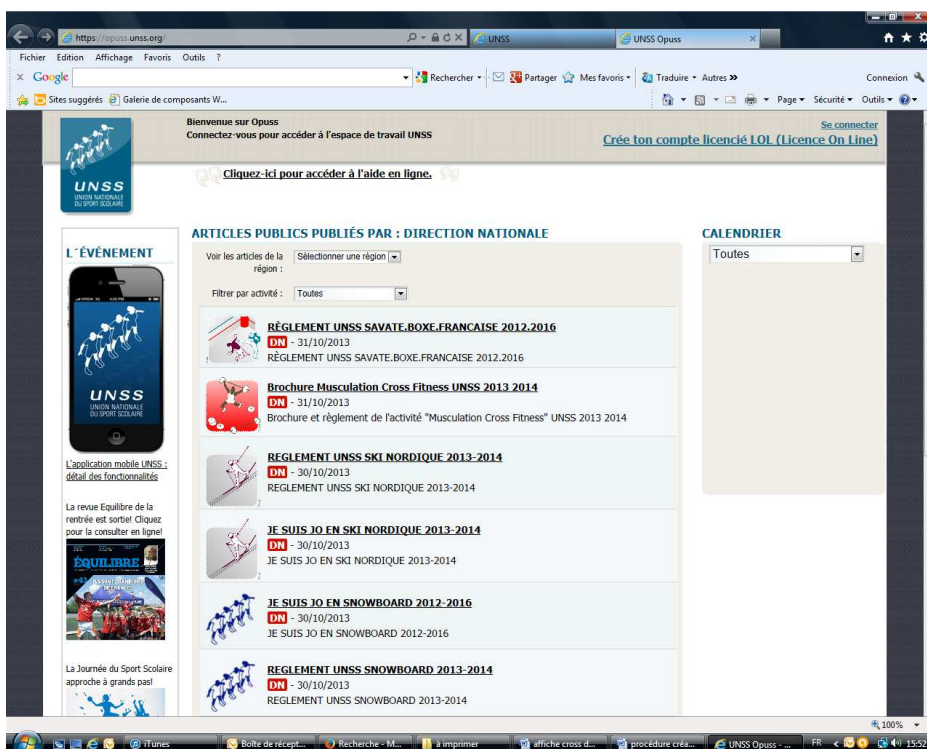 https://opuss.unss.org/
UNSS
UNSS Opuss
Fichier Edition Affichage Favoris Outils ?
Google
Rechercher
Partager
Mes favoris
Traduire
Autres »
Connexion
Sites suggérés
Galerie de composants W...
Page
Sécurité
Outils
Bienvenue sur Opuss
Connectez-vous pour accéder à l'espace de travail UNSS
Se connecter
Crée ton compte licencié LOL (Licence On Line)
UNSS
UNION NATIONALE
DU SPORT SCOLAIRE
Cliquez-ici pour accéder à l'aide en ligne.
L´ÉVÉNEMENT
UNSS
UNION NATIONALE
DU SPORT SCOLAIRE
L'application mobile UNSS :
détail des fonctionnalités
La revue Equilibre de la
rentrée est sortie! Cliquez
pour la consulter en ligne!
ÉQUILIBRE
La Journée du Sport Scolaire
approche à grands pas!
ARTICLES PUBLICS PUBLIÉS PAR : DIRECTION NATIONALE
Voir les articles de la
région :
Sélectionner une région
Filtrer par activité :
Toutes
RÈGLEMENT UNSS SAVATE.BOXE.FRANCAISE 2012.2016
DN - 31/10/2013
RÈGLEMENT UNSS SAVATE.BOXE.FRANCAISE 2012.2016
Brochure Musculation Cross Fitness UNSS 2013 2014
DN - 31/10/2013
Brochure et règlement de l'activité "Musculation Cross Fitness" UNSS 2013 2014
REGLEMENT UNSS SKI NORDIQUE 2013-2014
DN - 30/10/2013
REGLEMENT UNSS SKI NORDIQUE 2013-2014
JE SUIS JO EN SKI NORDIQUE 2013-2014
DN - 30/10/2013
JE SUIS JO EN SKI NORDIQUE 2013-2014
JE SUIS JO EN SNOWBOARD 2012-2016
DN - 30/10/2013
JE SUIS JO EN SNOWBOARD 2012-2016
REGLEMENT UNSS SNOWBOARD 2013-2014
DN - 30/10/2013
REGLEMENT UNSS SNOWBOARD 2013-2014
CALENDRIER
Toutes
100%
iTunes
Boîte de récept...
Recherche - M...
à imprimer
affiche cross d...
procédure créa...
UNSS Opuss - ...
FR
15:52